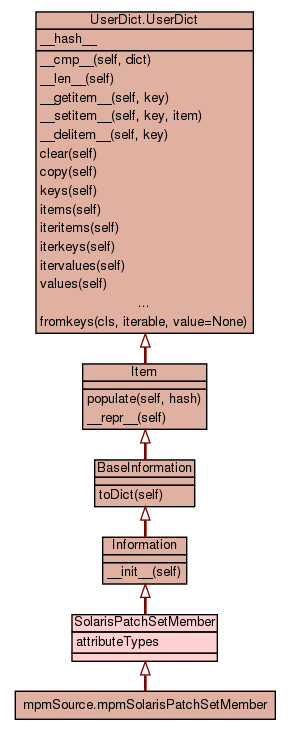 UserDict.UserDict
__hash__
__cmp__(self, dict)
__len__(self)
__getitem__(self, key)
__setitem__(self, key, item)
__delitem__(self, key)
clear(self)
copy(self)
keys(self)
items(self)
iteritems(self)
iterkeys(self)
itervalues(self)
values(self)
...
fromkeys(cls, iterable, value=None)
Item
populate(self, hash)
__repr__(self)
BaseInformation
toDict(self)
Information
__init__(self)
SolarisPatchSetMember
attributeTypes
mpmSource.mpmSolarisPatchSetMember